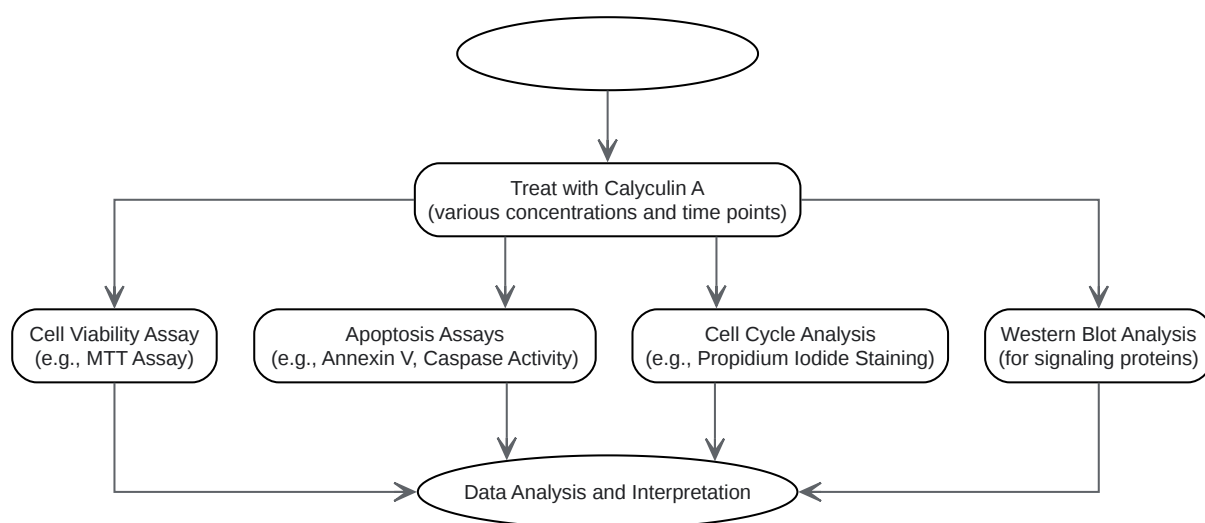 Treat with Calyculin A
(various concentrations and time points)
Cell Viability Assay
(e.g., MTT Assay)
Apoptosis Assays
(e.g., Annexin V, Caspase Activity)
Cell Cycle Analysis
(e.g., Propidium Iodide Staining)
Western Blot Analysis
(for signaling proteins)
Data Analysis and Interpretation